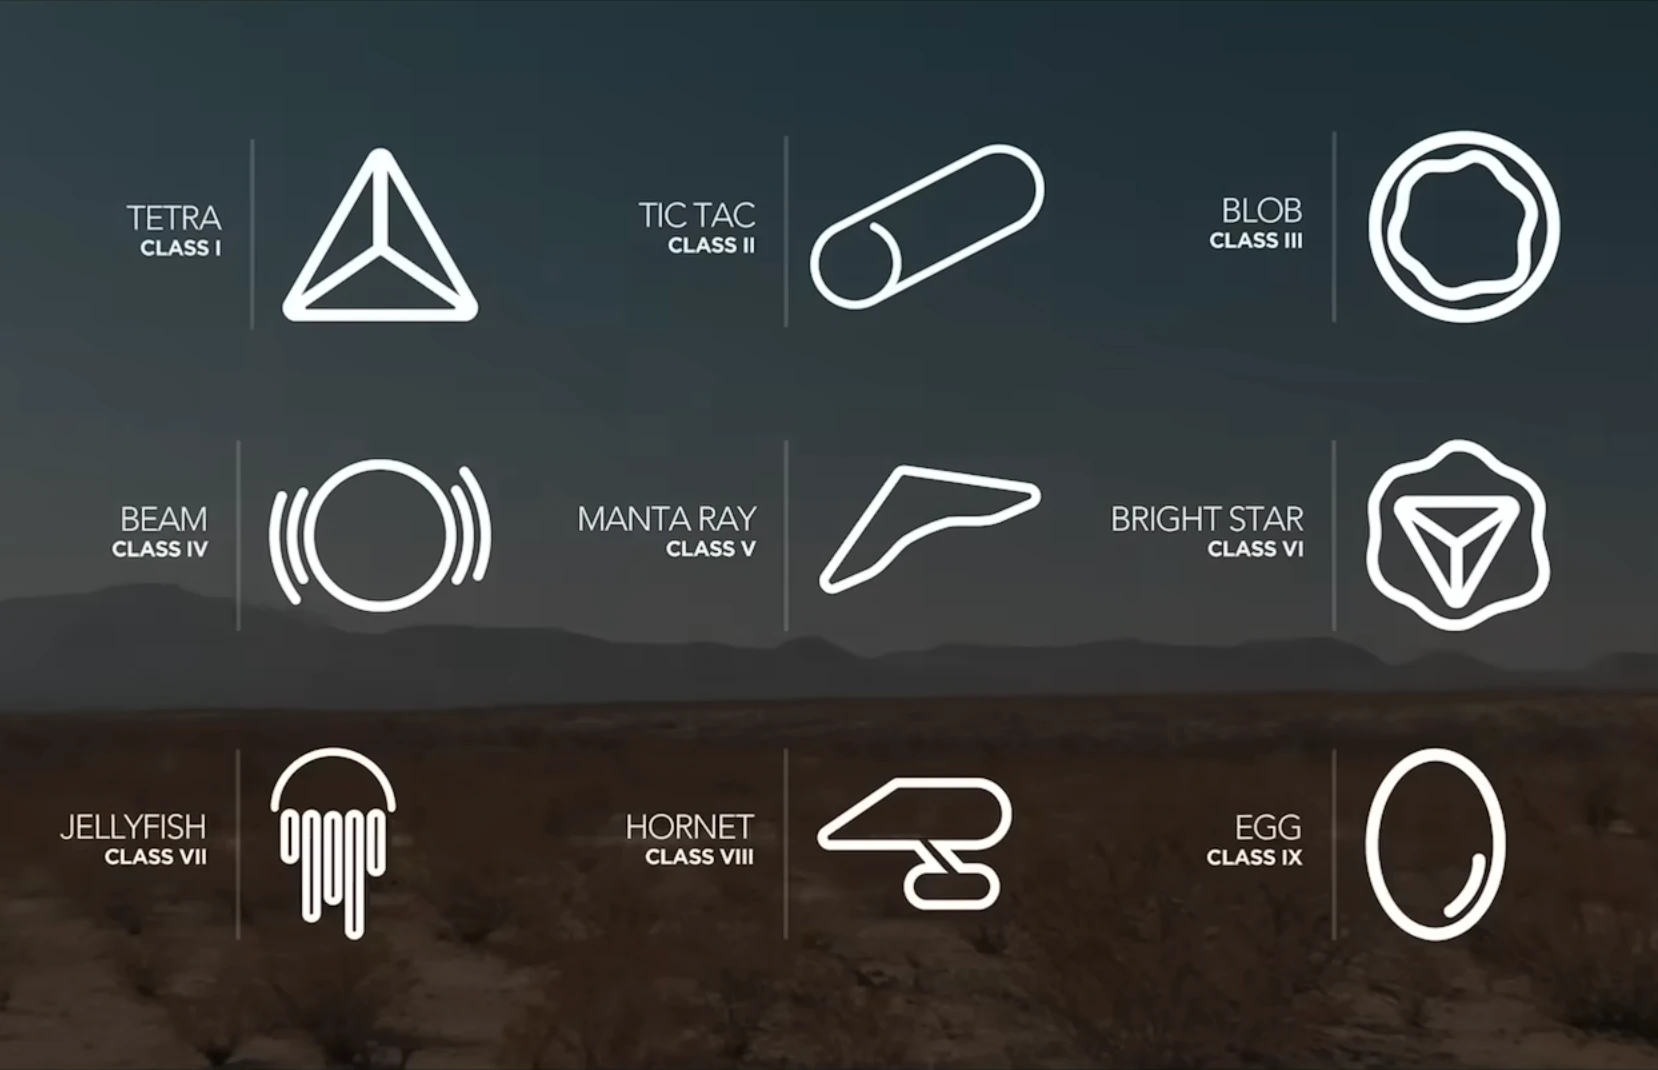 TETRA
CLASS I
TIC TAC
CLASS II
BLOB
CLASS III
BEAM
CLASS IV
MANTA RAY
CLASS V
BRIGHT STAR
CLASS VI
JELLYFISH
CLASS VII
HORNET
CLASS VIII
EGG
CLASS IX